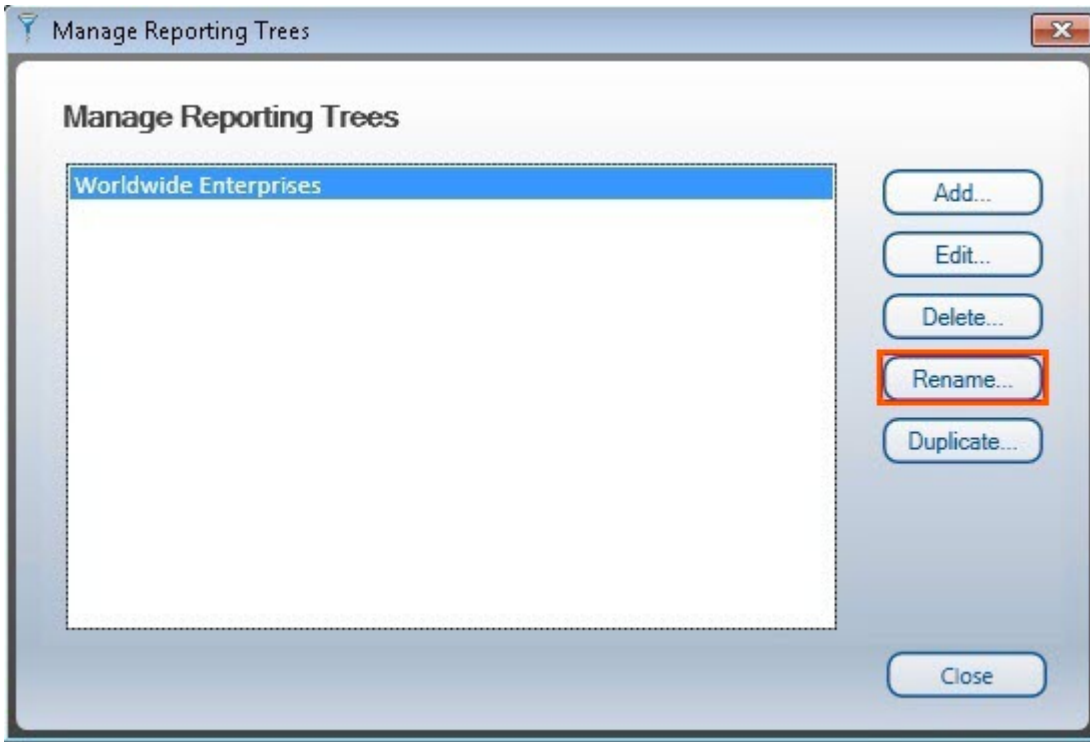 Manage Reporting Trees
Manage Reporting Trees
Worldwide Enterprises
Add...
Edit...
Delete...
Rename...
Duplicate...
Close